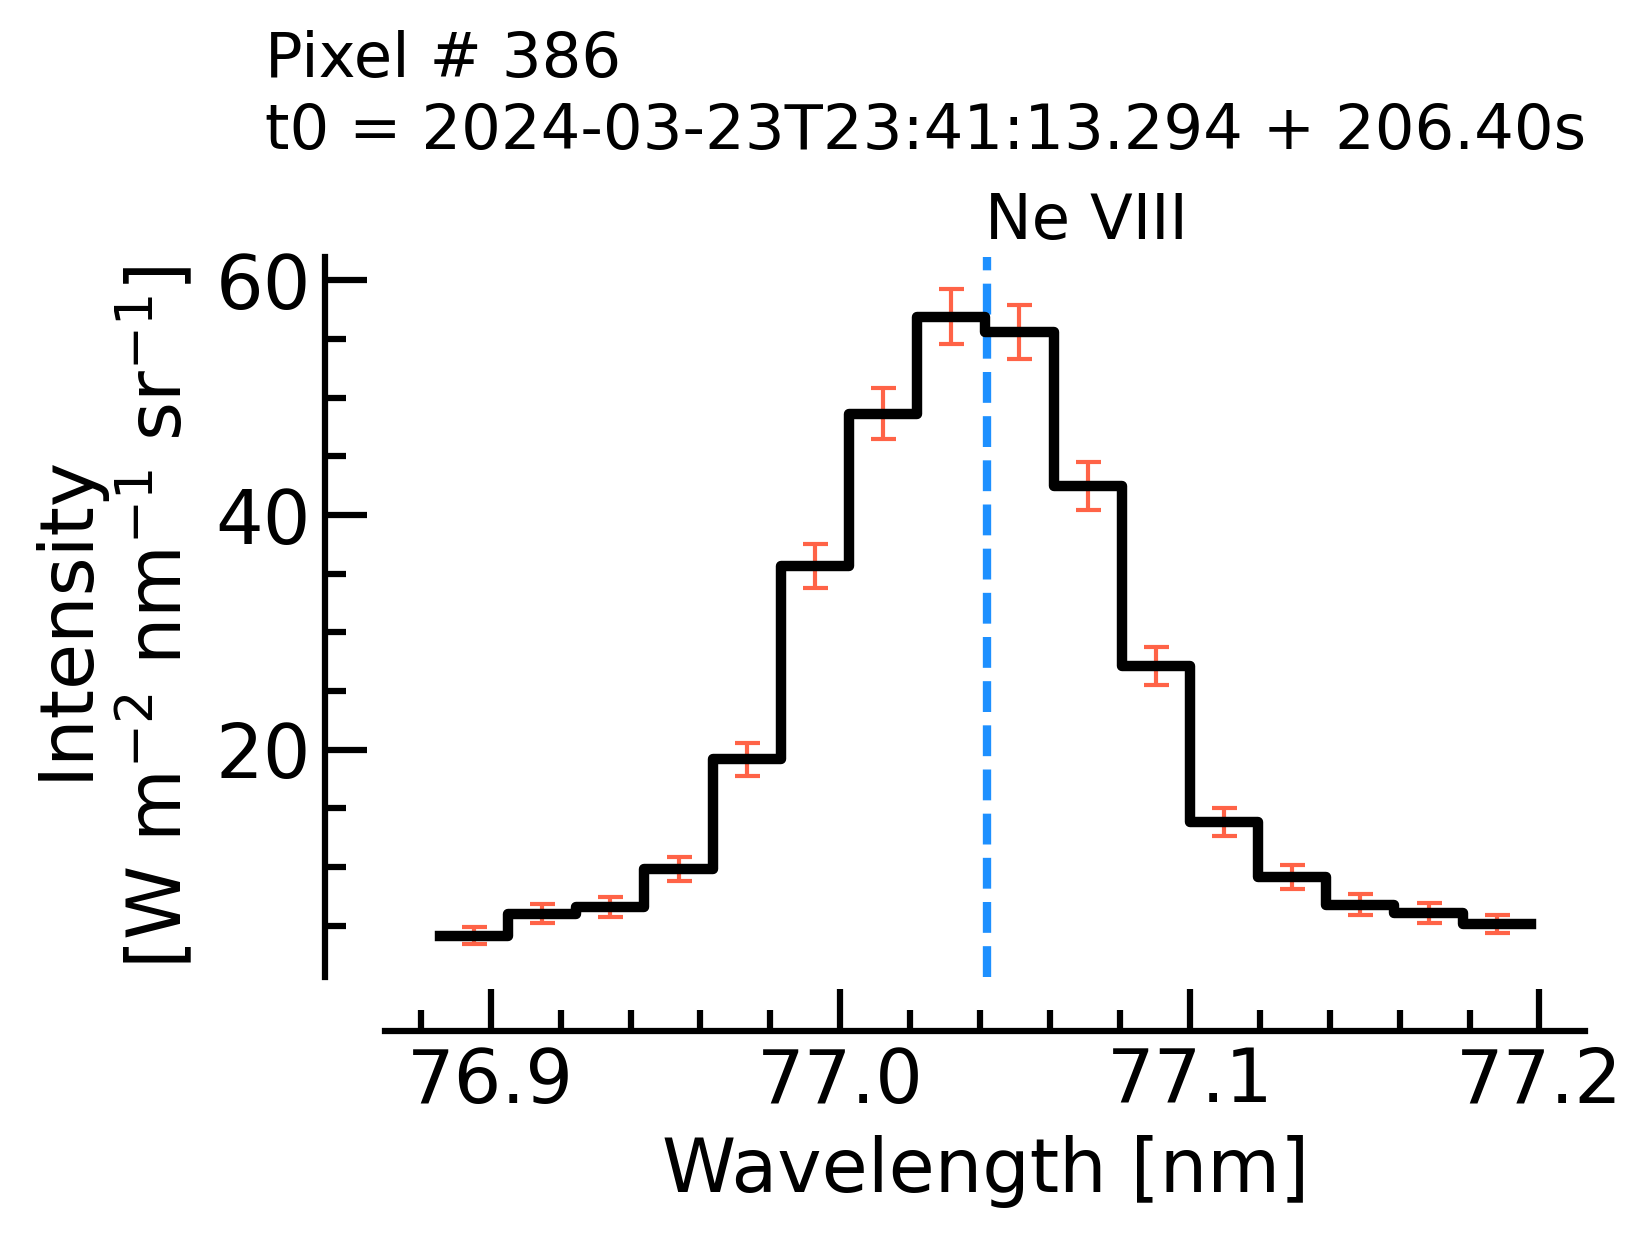 Pixel # 386
t0 = 2024-03-23T23:41:13.294 + 206.40s
Ne VIII
Intensity
[W m⁻² nm⁻¹ sr⁻¹]
60
40
20
76.9 77.0 77.1 77.2
Wavelength [nm]